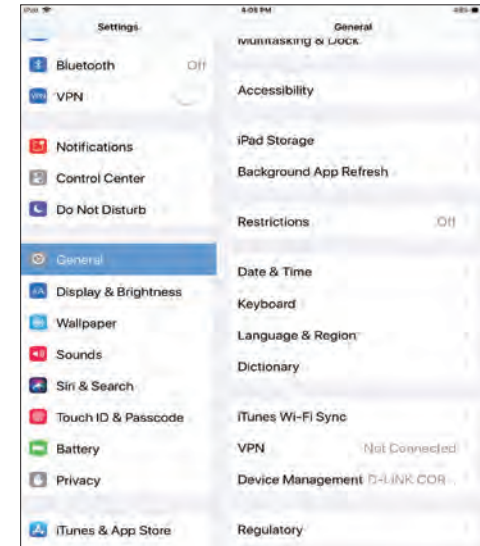 iPad
4:05 PM
48%
Settings
General
Multitasking & Dock
Bluetooth
Off
VPN
Accessibility
Notifications
iPad Storage
Control Center
Background App Refresh
Do Not Disturb
Restrictions
Off
General
Date & Time
Display & Brightness
Keyboard
Wallpaper
Language & Region
Sounds
Dictionary
Siri & Search
Touch ID & Passcode
iTunes Wi-Fi Sync
Battery
VPN
Not Connected
Privacy
Device Management
D-LINK COR...
iTunes & App Store
Regulatory